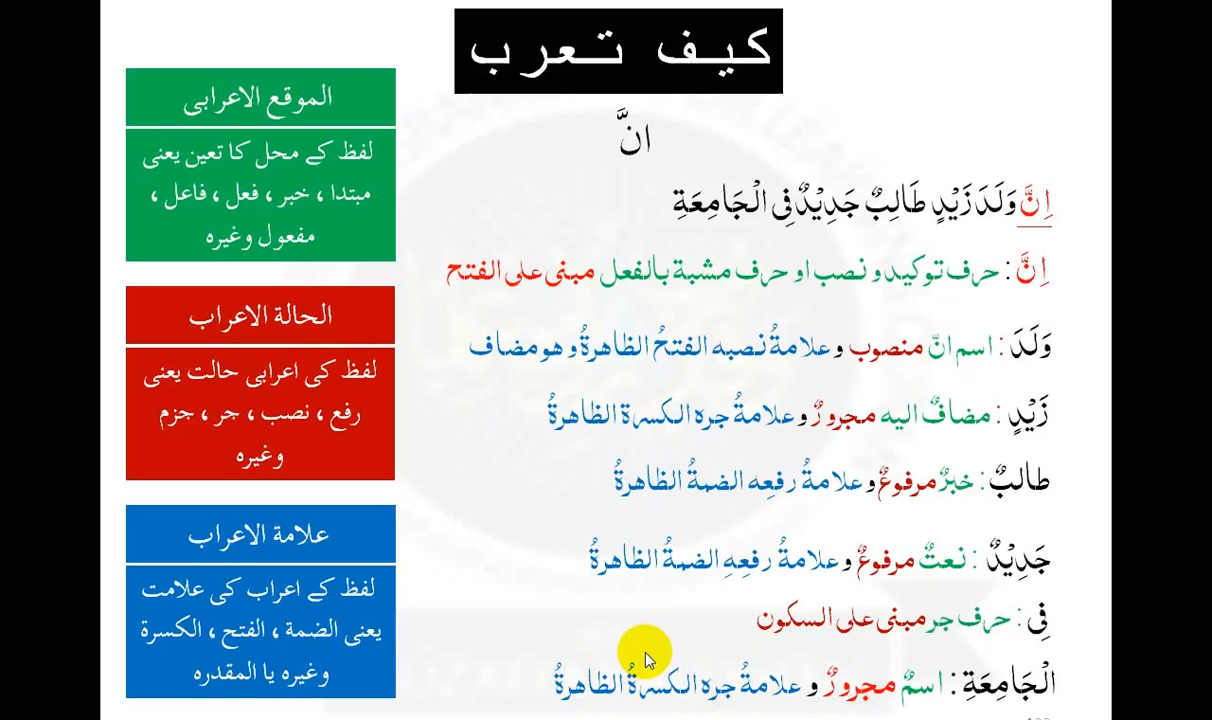 كيف تعرب
انَّ
اِنَّ وَلَدَ زَيْدٍ طَالِبٌ جَدِيْدٌ فِى الْجَامِعَةِ
اِنَّ : حرف توكيد و نصب او حرف مشبة بالفعل مبنى على الفتح
وَلَدَ : اسم انّ منصوب و علامةُ نصبه الفتحُ الظاهرةُ و هو مضاف
زَيْدٍ : مضافٌ اليه مجرورٌ و علامةُ جره الكسرة الظاهرةُ
طالبٌ : خبرٌ مرفوعٌ و علامةُ رفعِه الضمةُ الظاهرةُ
جَدِيْدٌ : نعتٌ مرفوعٌ و علامةُ رفعِهِ الضمةُ الظاهرةُ
فِى : حرف جر مبنى على السكون
الْجَامِعَةِ : اسمٌ مجرورٌ و علامةُ جره الكسرةُ الظاهرةُ
الموقع الاعرابى
لفظ کے محل کا تعین یعنی
مبتدا ، خبر ، فعل ، فاعل ،
مفعول وغیرہ
الحالة الاعراب
لفظ کی اعرابی حالت یعنی
رفع ، نصب ، جر ، جزم
وغیرہ
علامة الاعراب
لفظ کے اعراب کی علامت
یعنی الضمة ، الفتح ، الكسرة
وغیرہ یا المقدره